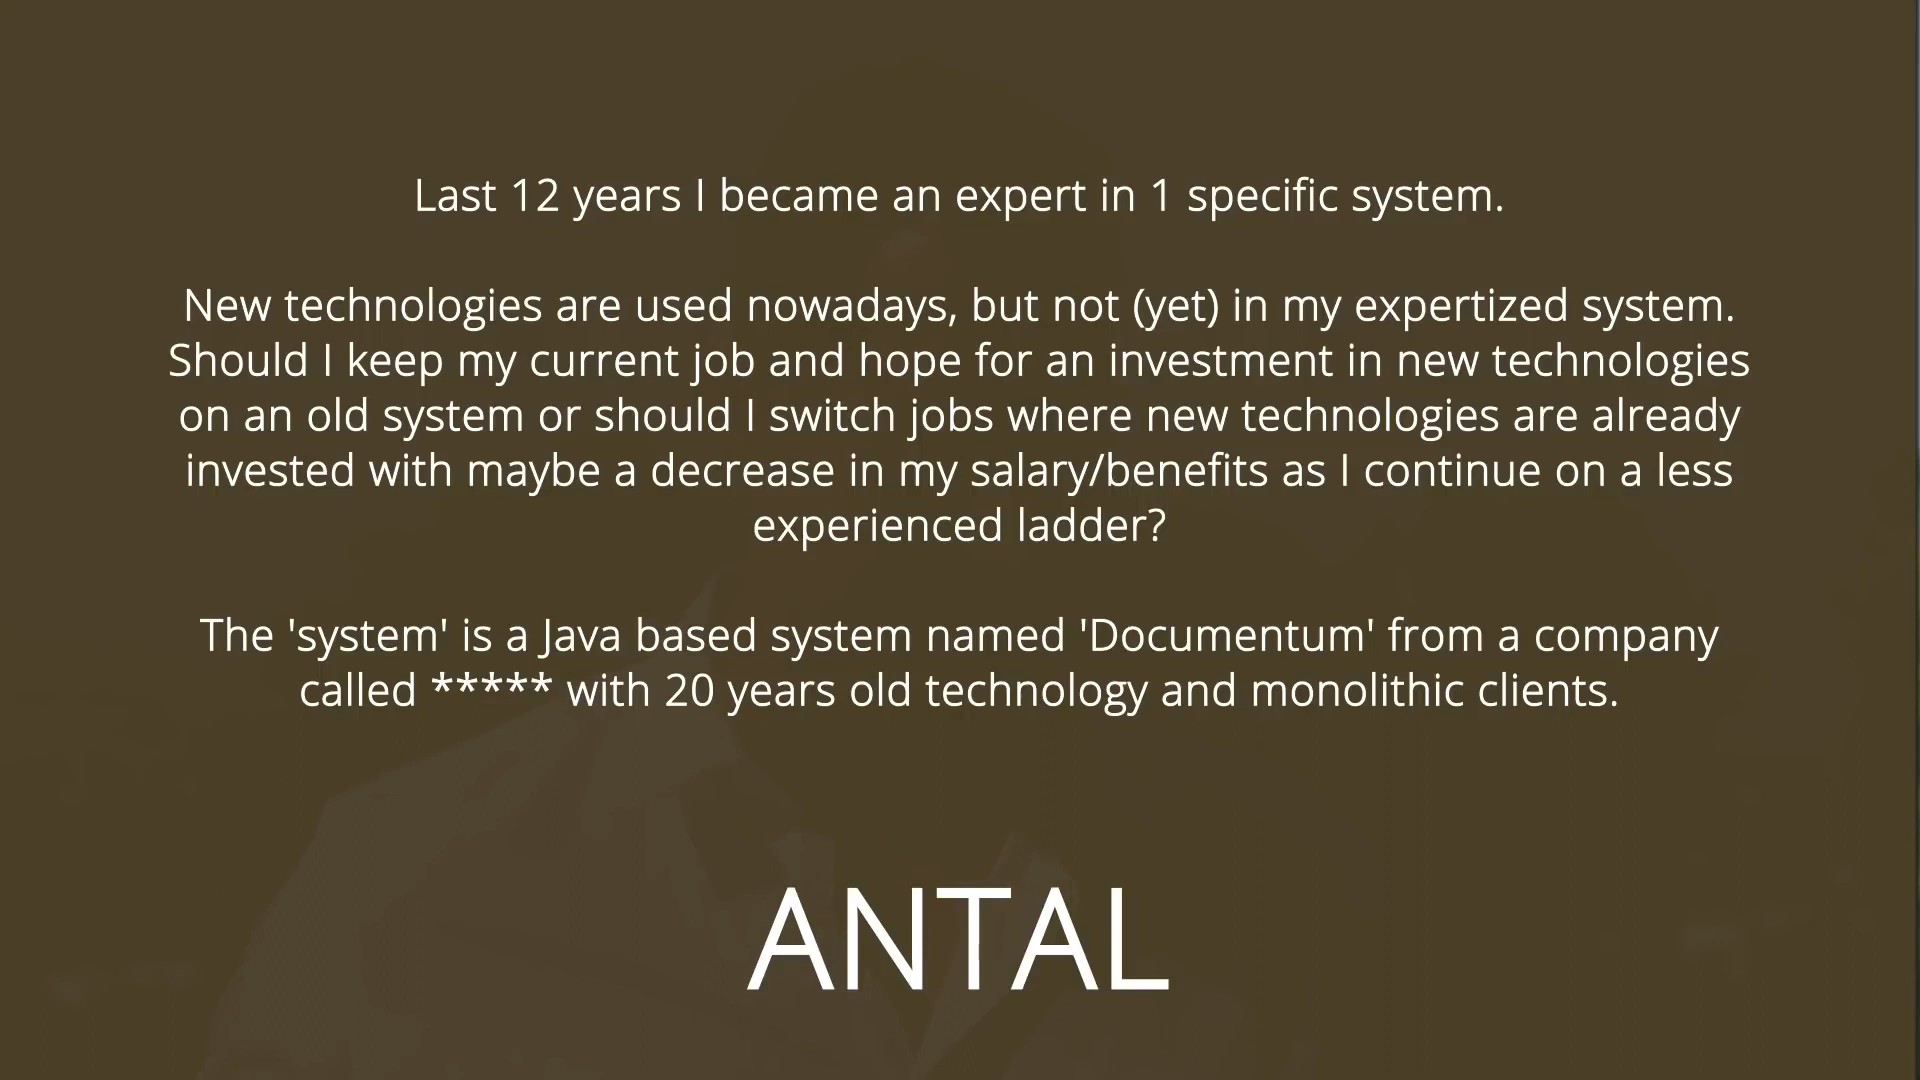 Last 12 years I became an expert in 1 specific system.
New technologies are used nowadays, but not (yet) in my expertized system.
Should I keep my current job and hope for an investment in new technologies
on an old system or should I switch jobs where new technologies are already
invested with maybe a decrease in my salary/benefits as I continue on a less
experienced ladder?
The 'system' is a Java based system named 'Documentum' from a company
called ***** with 20 years old technology and monolithic clients.
ANTAL